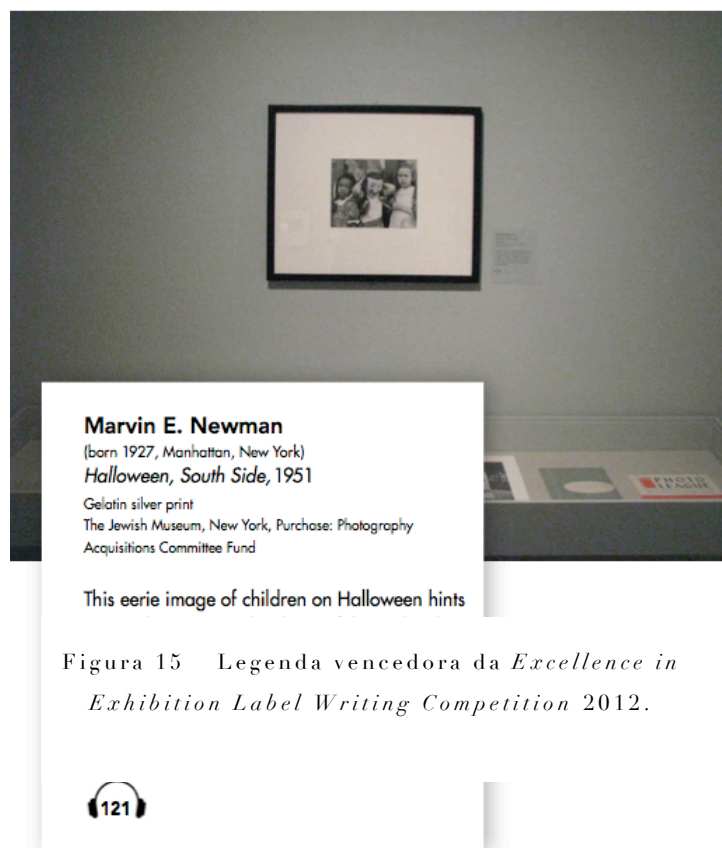 PHOTO
LEAGUE
Marvin E. Newman
(born 1927, Manhattan, New York)
Halloween, South Side, 1951
Gelatin silver print
The Jewish Museum, New York, Purchase: Photography
Acquisitions Committee Fund
This eerie image of children on Halloween hints
Figura 15 Legenda vencedora da Excellence in
Exhibition Label Writing Competition 2012.
121